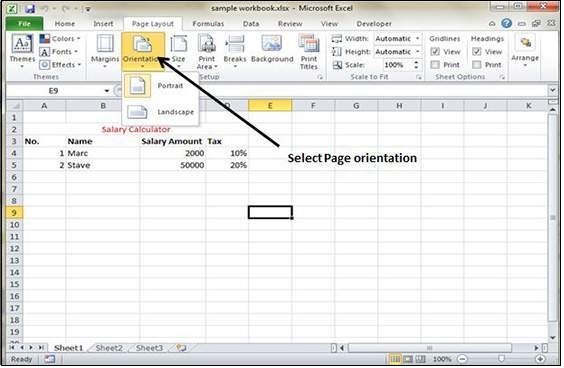 sample workbook.xlsx - Microsoft Excel
File Home Insert Page Layout Formulas Data Review View
Colors Fonts Effects
Themes Margins Orientation Size Print Area Breaks Background Print Titles
Width: Automatic
Height: Automatic
Scale: 100%
Gridlines Headings
View View
Print Print
Arrange
Themes Setup Scale to Fit Sheet Options
Portrait
Landscape
E9
A B D E F G H I J K
1
2 Salary Calculator
3 No. Name Salary Amount Tax
4 1 Marc 2000 10%
5 2 Stave 50000 20%
Select Page orientation
6
7
8
9
10
11
12
13
14
15
16
17
18
19
Sheet1 Sheet2 Sheet3
Ready 100%